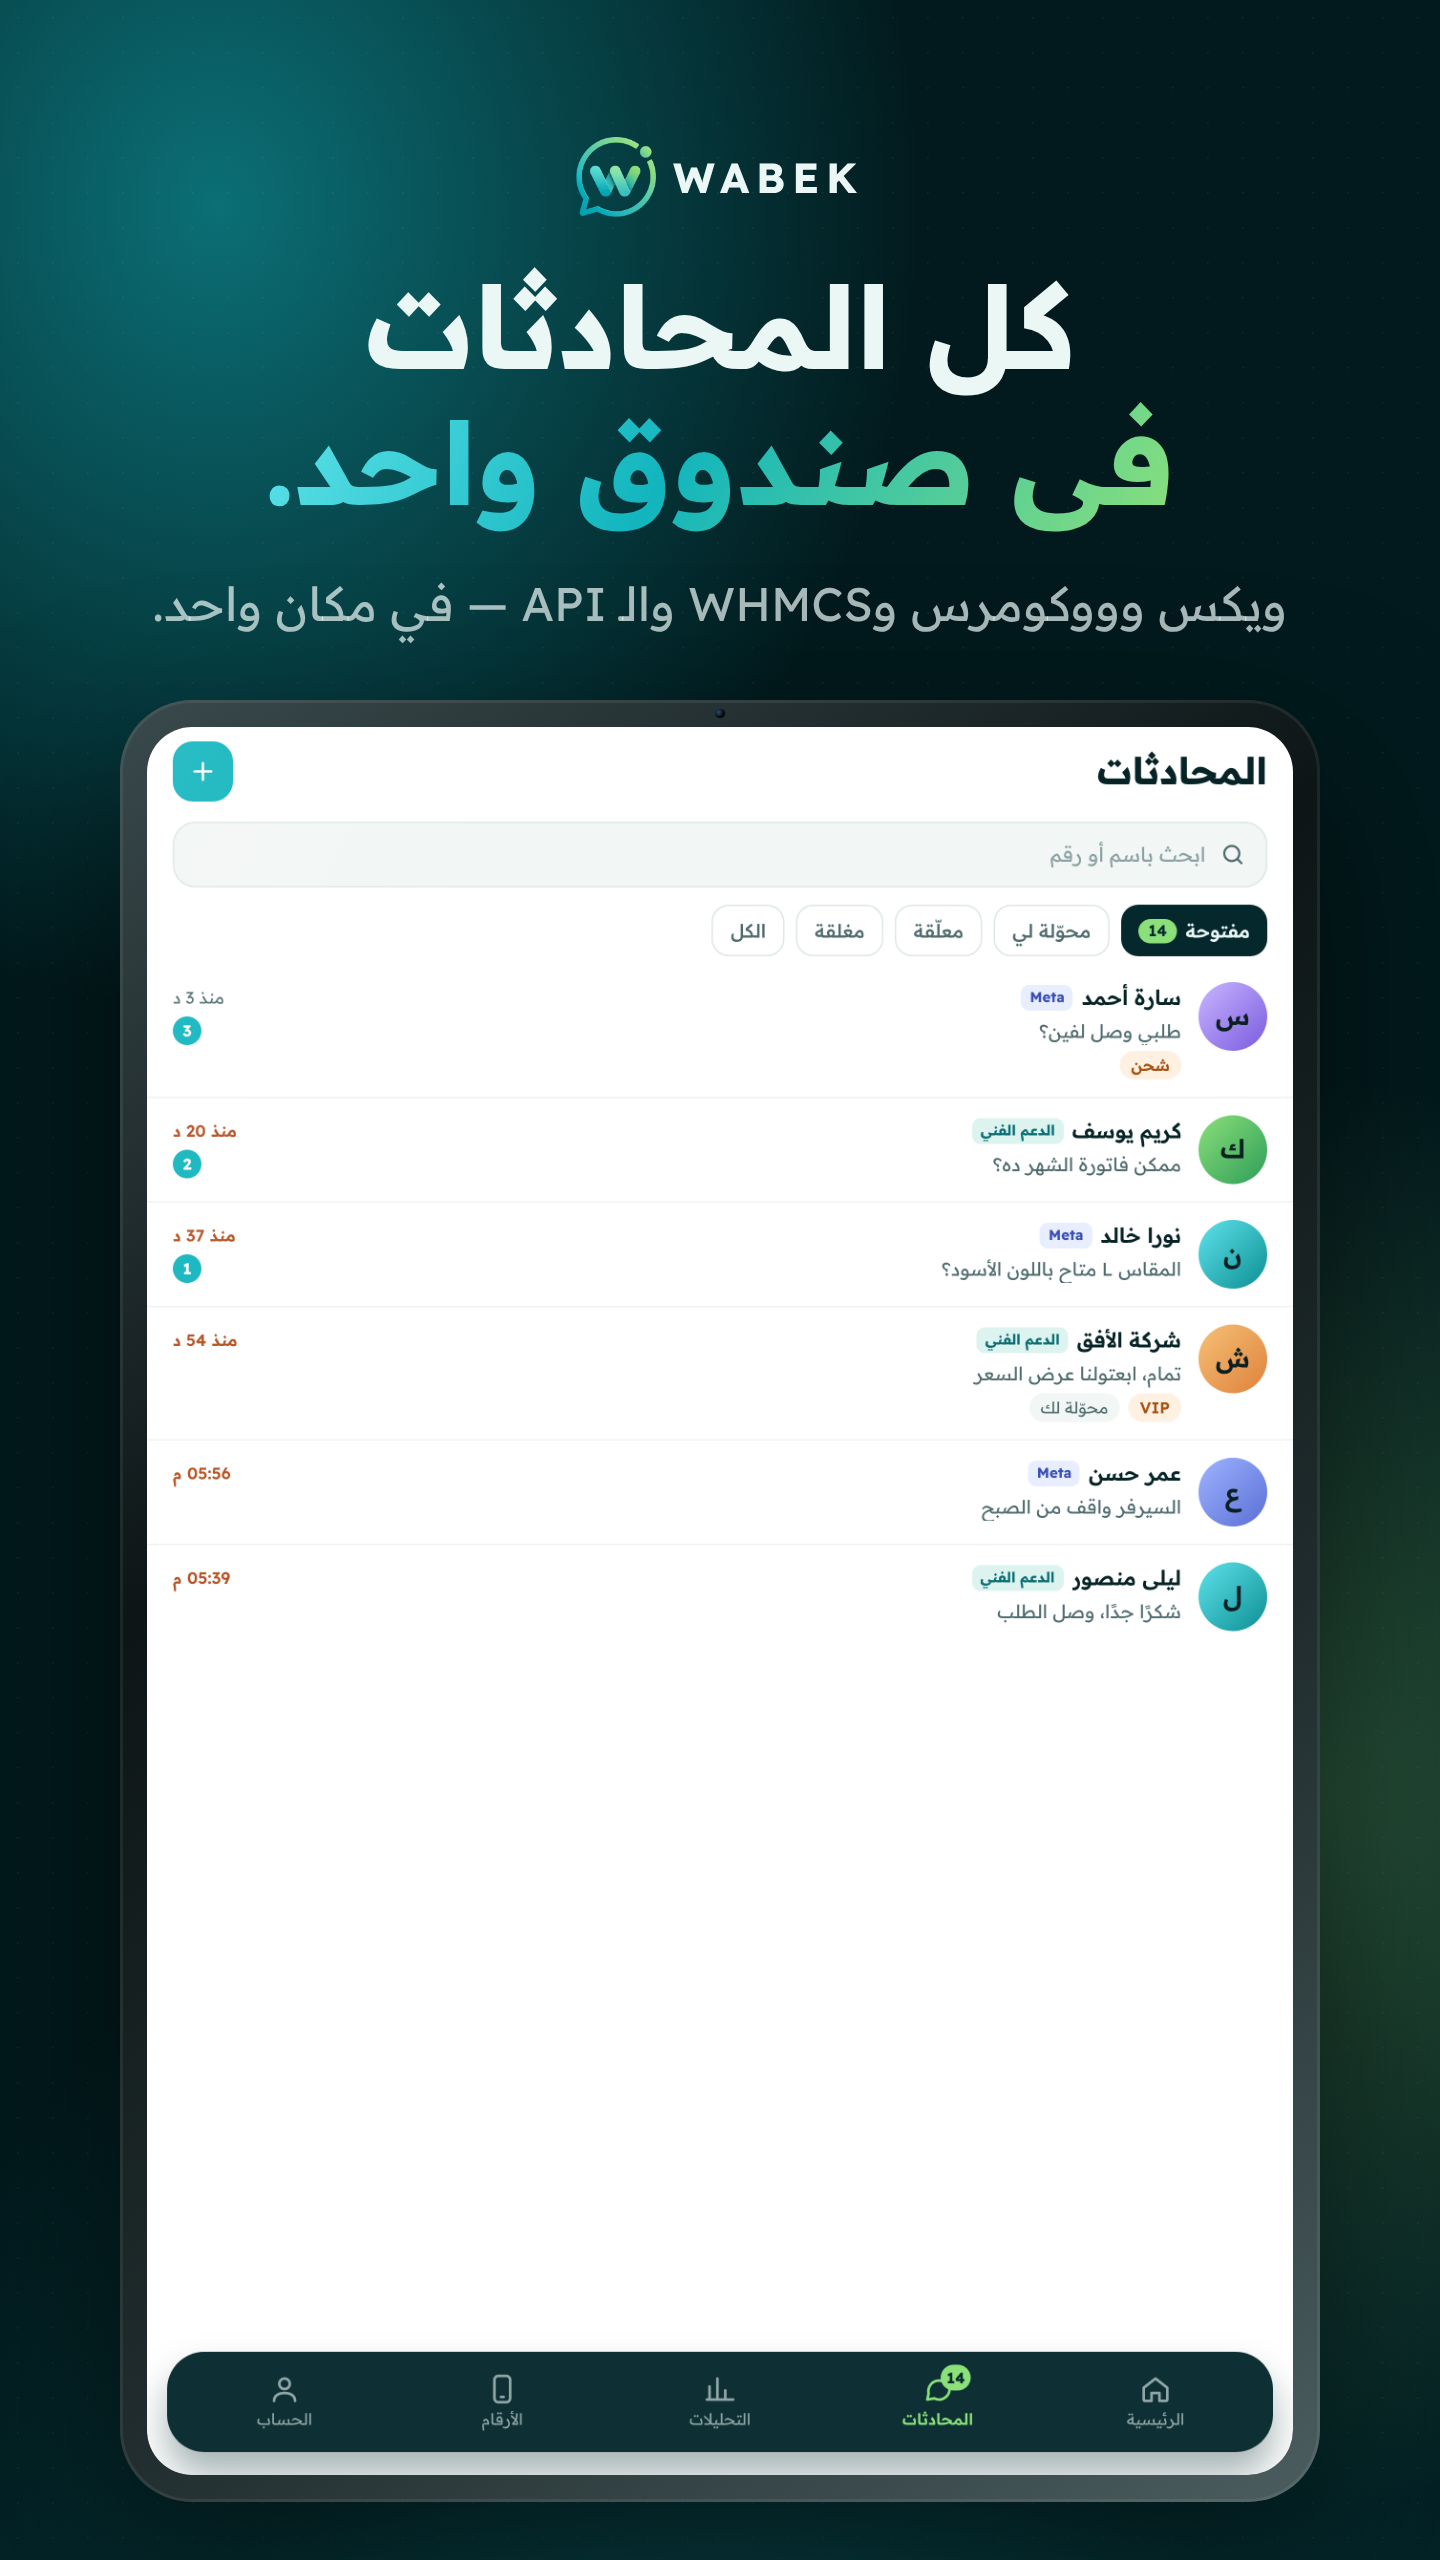 WABEK
كل المحادثات
في صندوق واحد.
ويكس وووكومرس وWHMCS والـ API — في مكان واحد.
المحادثات
ابحث باسم أو رقم
مفتوحة 14 محوّلة لي معلّقة مغلقة الكل
س سارة أحمد Meta منذ 3 د
طلبي وصل لفين؟ 3
شحن
ك كريم يوسف الدعم الفني منذ 20 د
ممكن فاتورة الشهر ده؟ 2
ن نورا خالد Meta منذ 37 د
المقاس L متاح باللون الأسود؟ 1
ش شركة الأفق الدعم الفني منذ 54 د
تمام، ابعتولنا عرض السعر
VIP محوّلة لك
ع عمر حسن Meta 05:56 م
السيرفر واقف من الصبح
ل ليلى منصور الدعم الفني 05:39 م
شكرًا جدًا، وصل الطلب
14
الرئيسية المحادثات التحليلات الأرقام الحساب